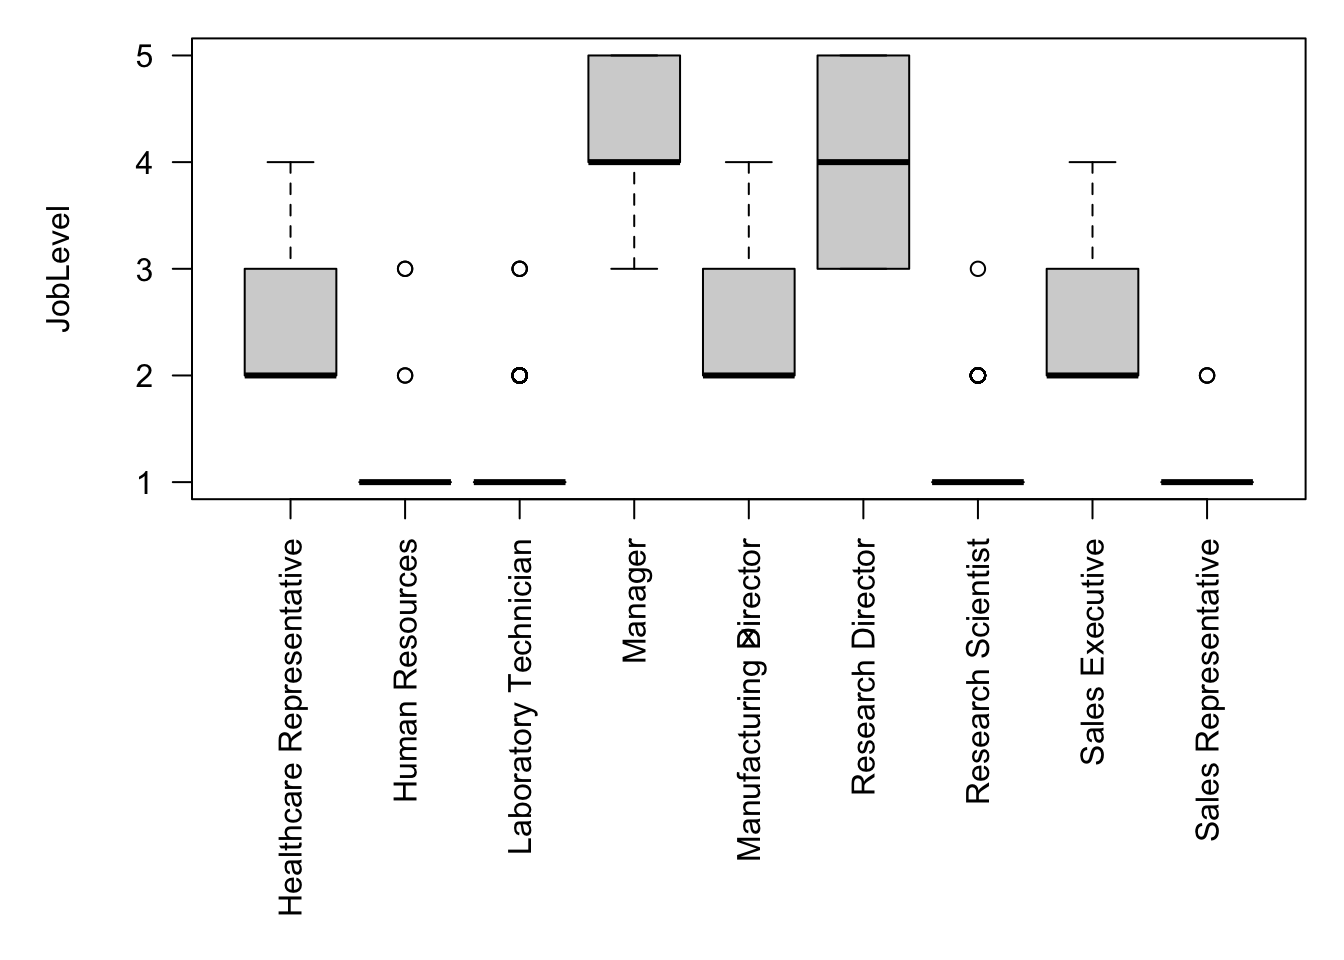 JobLevel
5
4
3
2
1
Healthcare Representative
Human Resources
Laboratory Technician
Manager
Manufacturing Director
Research Director
Research Scientist
Sales Executive
Sales Representative